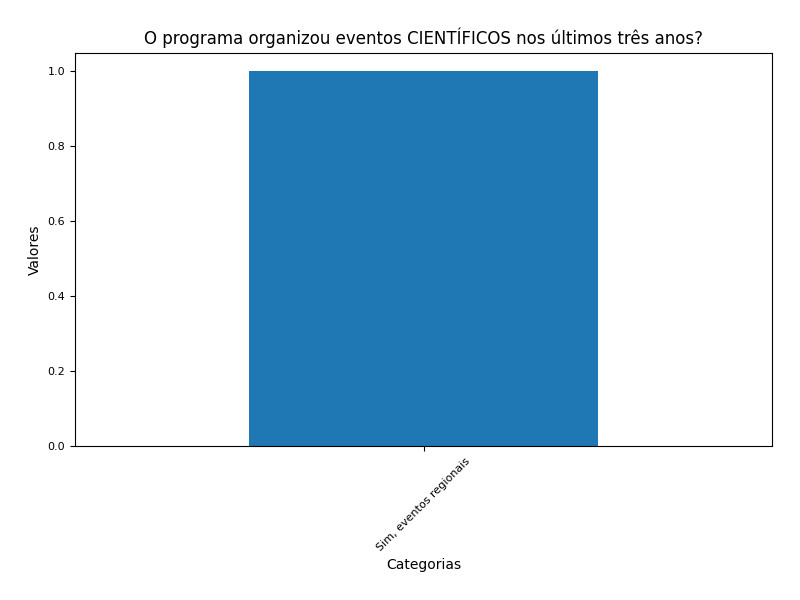 O programa organizou eventos CIENTÍFICOS nos últimos três anos?
Valores
1.0
0.8
0.6
0.4
0.2
0.0
Sim, eventos regionais
Categorias